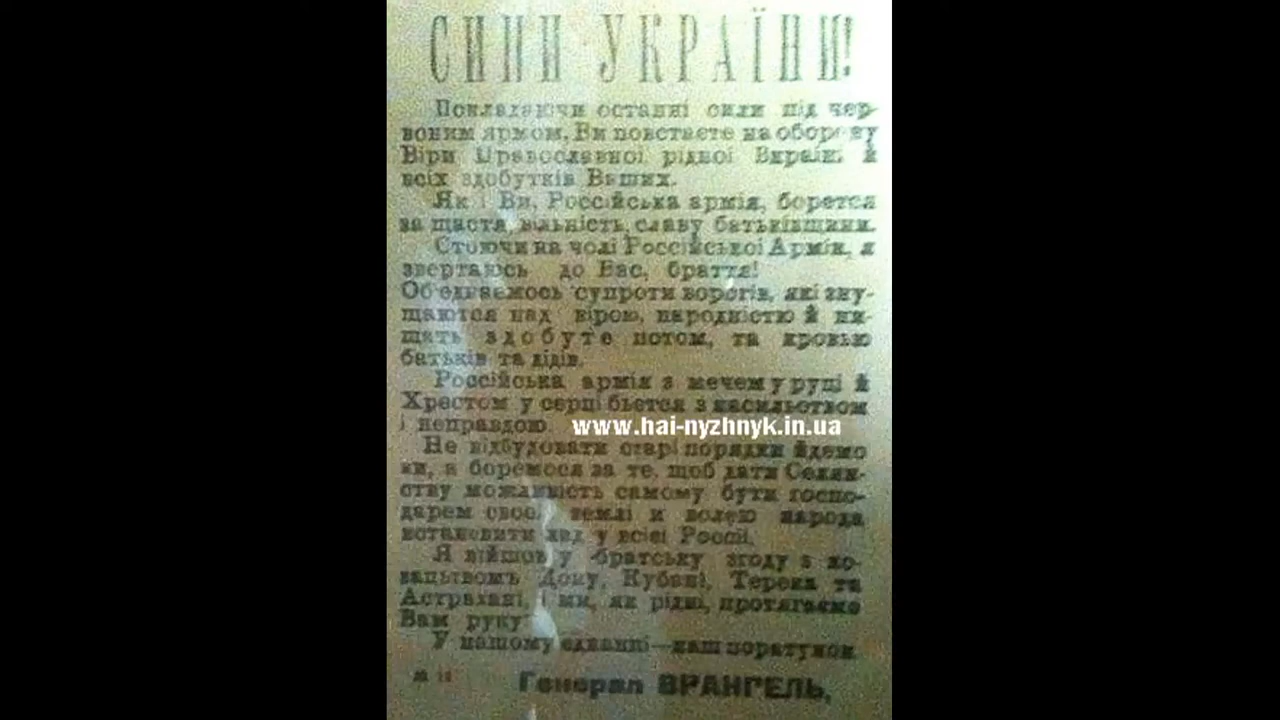 СИНИ УКРАЇНИ!
Покладаючи останні сили під чер-
воним ярмом, Ви повстаєте на оборону
Віри Православної, рідної Вкраїни й
всіх здобутків Ваших.
Як і Ви, Российська армія, борется
за щастя, вільність, славу батьківщини.
Стоючи на чолі Российської Армії, я
звертаюсь до Вас, браття!
Об'єднаємось супроти ворогів, які зну-
щаются над вірою, народністю й ни-
щать здобуте потом, та кровью
батьків та дідів.
Российська армія з мечем у руці й
Хрестом у серці бьется з насильством
і неправдою.
www.hai-nyzhnyk.in.ua
Не відбудовати старі порядки йдемо
ми, а боремося за те, щоб дати Селян-
ству можливість самому бути госпо-
дарем своєї землі и волею народа
встановити лад у всієї Россії.
Я війшов у братську згоду з ко-
зацьтвомъ Дону, Кубані, Терека та
Астрахані, і ми, як рідні, протягаємо
Вам руку
У нашому єднанні—наш порятунок
Генерал ВРАНГЕЛЬ.